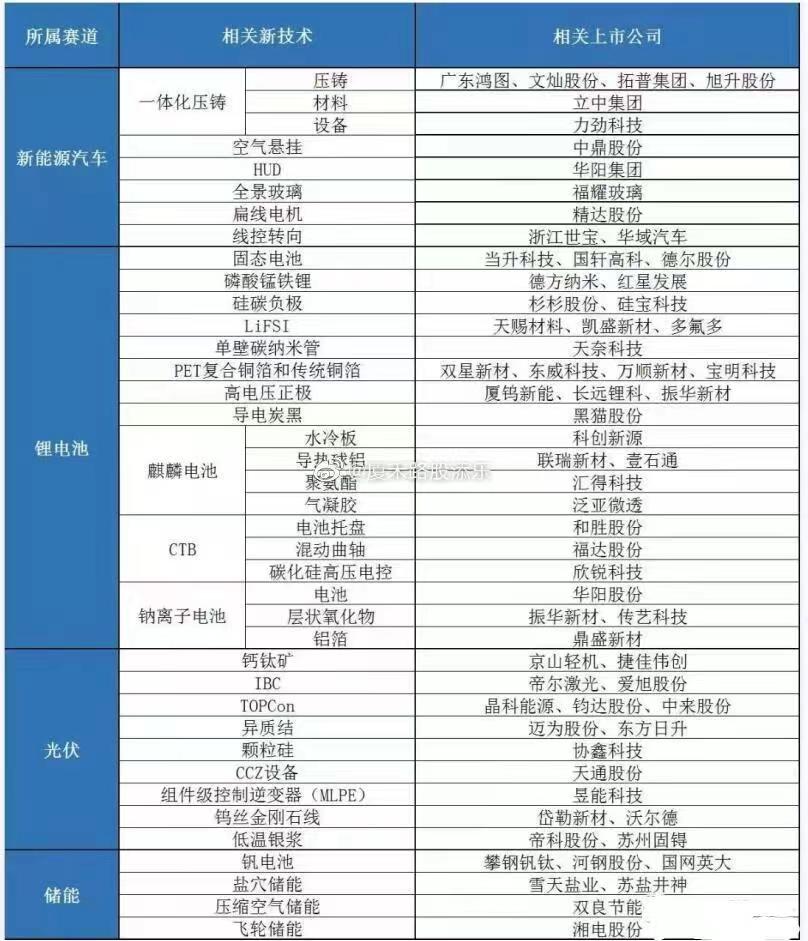 所属赛道 相关新技术 相关上市公司
新能源汽车
一体化压铸
压铸 广东鸿图、文灿股份、拓普集团、旭升股份
材料 立中集团
设备 力劲科技
空气悬挂 中鼎股份
HUD 华阳集团
全景玻璃 福耀玻璃
扁线电机 精达股份
线控转向 浙江世宝、华域汽车
锂电池
固态电池 当升科技、国轩高科、德尔股份
磷酸锰铁锂 德方纳米、红星发展
硅碳负极 杉杉股份、硅宝科技
LiFSI 天赐材料、凯盛新材、多氟多
单壁碳纳米管 天奈科技
PET复合铜箔和传统铜箔 双星新材、东威科技、万顺新材、宝明科技
高电压正极 厦钨新能、长远锂科、振华新材
导电炭黑 黑猫股份
麒麟电池
水冷板 科创新源
导热球铝 联瑞新材、壹石通
聚氨酯 汇得科技
气凝胶 泛亚微透
CTB
电池托盘 和胜股份
混动曲轴 福达股份
碳化硅高压电控 欣锐科技
钠离子电池
电池 华阳股份
层状氧化物 振华新材、传艺科技
铝箔 鼎盛新材
光伏
钙钛矿 京山轻机、捷佳伟创
IBC 帝尔激光、爱旭股份
TOPCon 晶科能源、钧达股份、中来股份
异质结 迈为股份、东方日升
颗粒硅 协鑫科技
CCZ设备 天通股份
组件级控制逆变器（MLPE） 昱能科技
钨丝金刚石线 岱勒新材、沃尔德
低温银浆 帝科股份、苏州固锝
储能
钒电池 攀钢钒钛、河钢股份、国网英大
盐穴储能 雪天盐业、苏盐井神
压缩空气储能 双良节能
飞轮储能 湘电股份